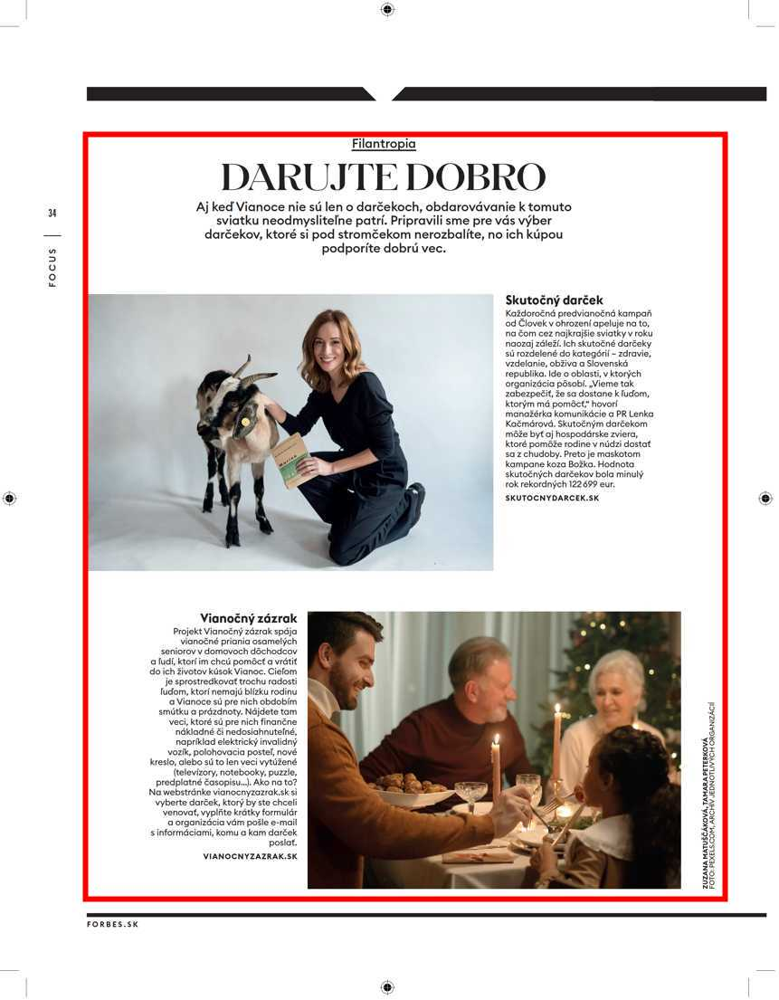 Filantropia
DARUJTE DOBRO
Aj keď Vianoce nie sú len o darčekoch, obdarovávanie k tomuto
sviatku neodmysliteľne patrí. Pripravili sme pre vás výber
darčekov, ktoré si pod stromčekom nerozbalíte, no ich kúpou
podporíte dobrú vec.
34
FOCUS
Skutočný darček
Každoročná predvianočná kampaň
od Človek v ohrození apeluje na to,
na čom cez najkrajšie sviatky v roku
naozaj záleží. Ich skutočné darčeky
sú rozdelené do kategórií – zdravie,
vzdelanie, obživa a Slovenská
republika. Ide o oblasti, v ktorých
organizácia pôsobí. „Vieme tak
zabezpečiť, že sa dostane k ľuďom,
ktorým má pomôcť,“ hovorí
manažérka komunikácie a PR Lenka
Kačmárová. Skutočným darčekom
môže byť aj hospodárske zviera,
ktoré pomôže rodine v núdzi dostať
sa z chudoby. Preto je maskotom
kampane koza Božka. Hodnota
skutočných darčekov bola minulý
rok rekordných 122 699 eur.
SKUTOCNYDARCEK.SK
Vianočný zázrak
Projekt Vianočný zázrak spája
vianočné priania osamelých
seniorov v domovoch dôchodcov
a ľudí, ktorí im chcú pomôcť a vrátiť
do ich životov kúsok Vianoc. Cieľom
je sprostredkovať trochu radosti
ľuďom, ktorí nemajú blízku rodinu
a Vianoce sú pre nich obdobím
smútku a prázdnoty. Nájdete tam
veci, ktoré sú pre nich finančne
nákladné či nedosiahnuteľné,
napríklad elektrický invalidný
vozík, polohovacia posteľ, nové
kreslo, alebo sú to len veci vytúžené
(televízory, notebooky, puzzle,
predplatné časopisu...). Ako na to?
Na webstránke vianocnyzazrak.sk si
vyberte darček, ktorý by ste chceli
venovať, vyplňte krátky formulár
a organizácia vám pošle e-mail
s informáciami, komu a kam darček
poslať.
VIANOCNYZAZRAK.SK
ZUZANA MATUŠČÁKOVÁ, TAMARA PETERKOVÁ
FOTO: PEXELS.COM, ARCHÍV JEDNOTLIVÝCH ORGANIZÁCIÍ
FORBES.SK